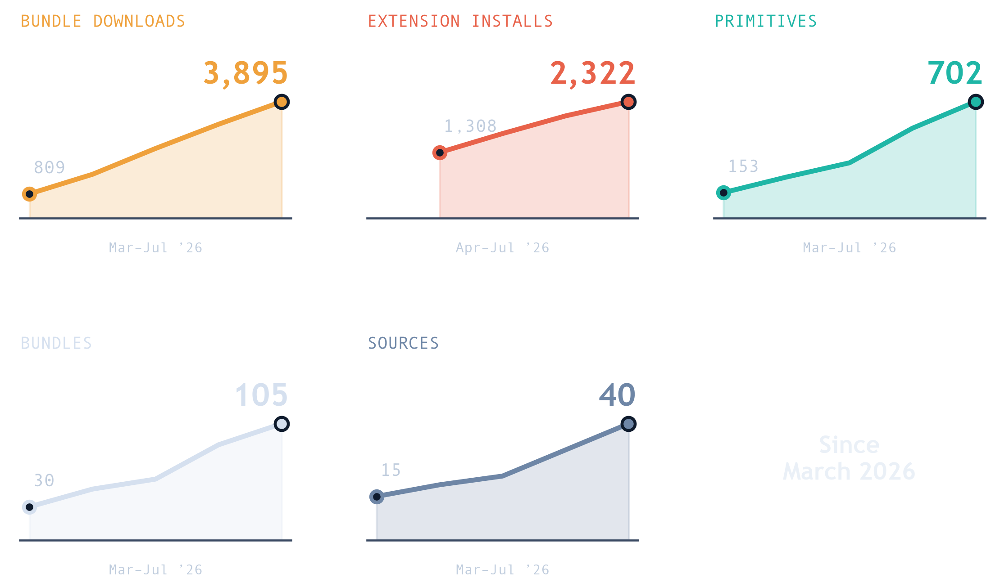 BUNDLE DOWNLOADS
3,895
809
Mar–Jul ’26
EXTENSION INSTALLS
2,322
1,308
Apr–Jul ’26
PRIMITIVES
702
153
Mar–Jul ’26
BUNDLES
105
30
Mar–Jul ’26
SOURCES
40
15
Mar–Jul ’26
Since
March 2026